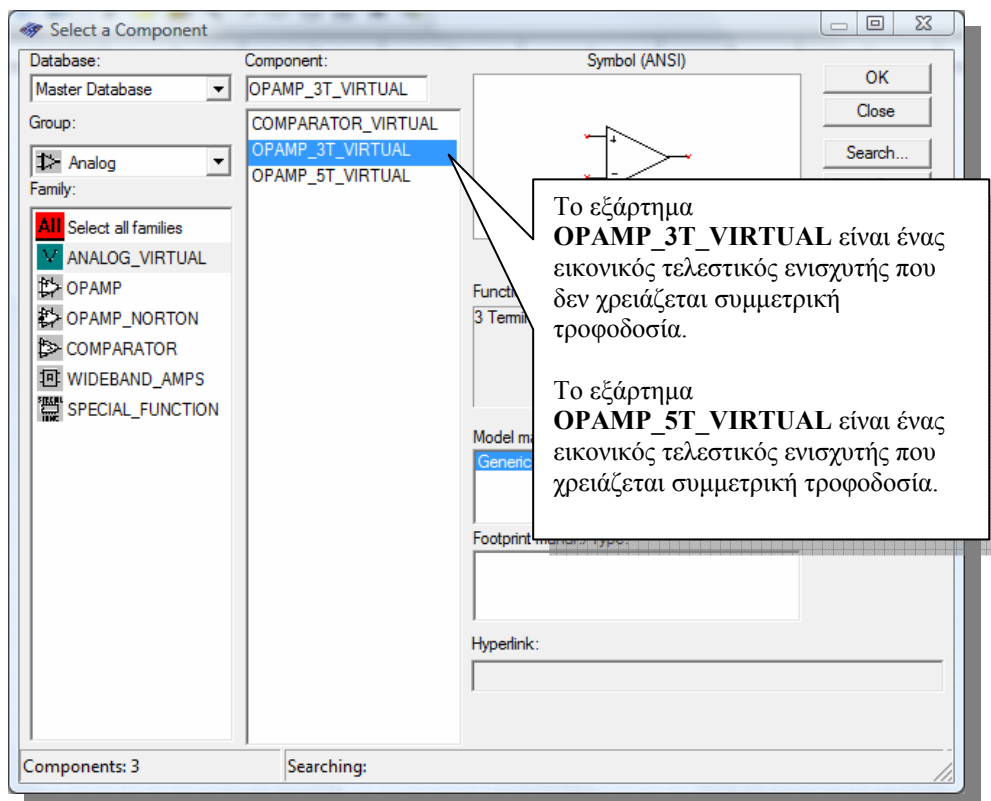 Select a Component
Database:
Master Database
Group:
Analog
Family:
All Select all families
ANALOG_VIRTUAL
OPAMP
OPAMP_NORTON
COMPARATOR
WIDEBAND_AMPS
SPECIAL_FUNCTION
Component:
OPAMP_3T_VIRTUAL
COMPARATOR_VIRTUAL
OPAMP_3T_VIRTUAL
OPAMP_5T_VIRTUAL
Symbol (ANSI)
OK
Close
Search...
Το εξάρτημα
OPAMP_3T_VIRTUAL είναι ένας
εικονικός τελεστικός ενισχυτής που
δεν χρειάζεται συμμετρική
τροφοδοσία.
Το εξάρτημα
OPAMP_5T_VIRTUAL είναι ένας
εικονικός τελεστικός ενισχυτής που
χρειάζεται συμμετρική τροφοδοσία.
3
Model
Generic
Footprint
Hyperlink:
Components: 3
Searching: